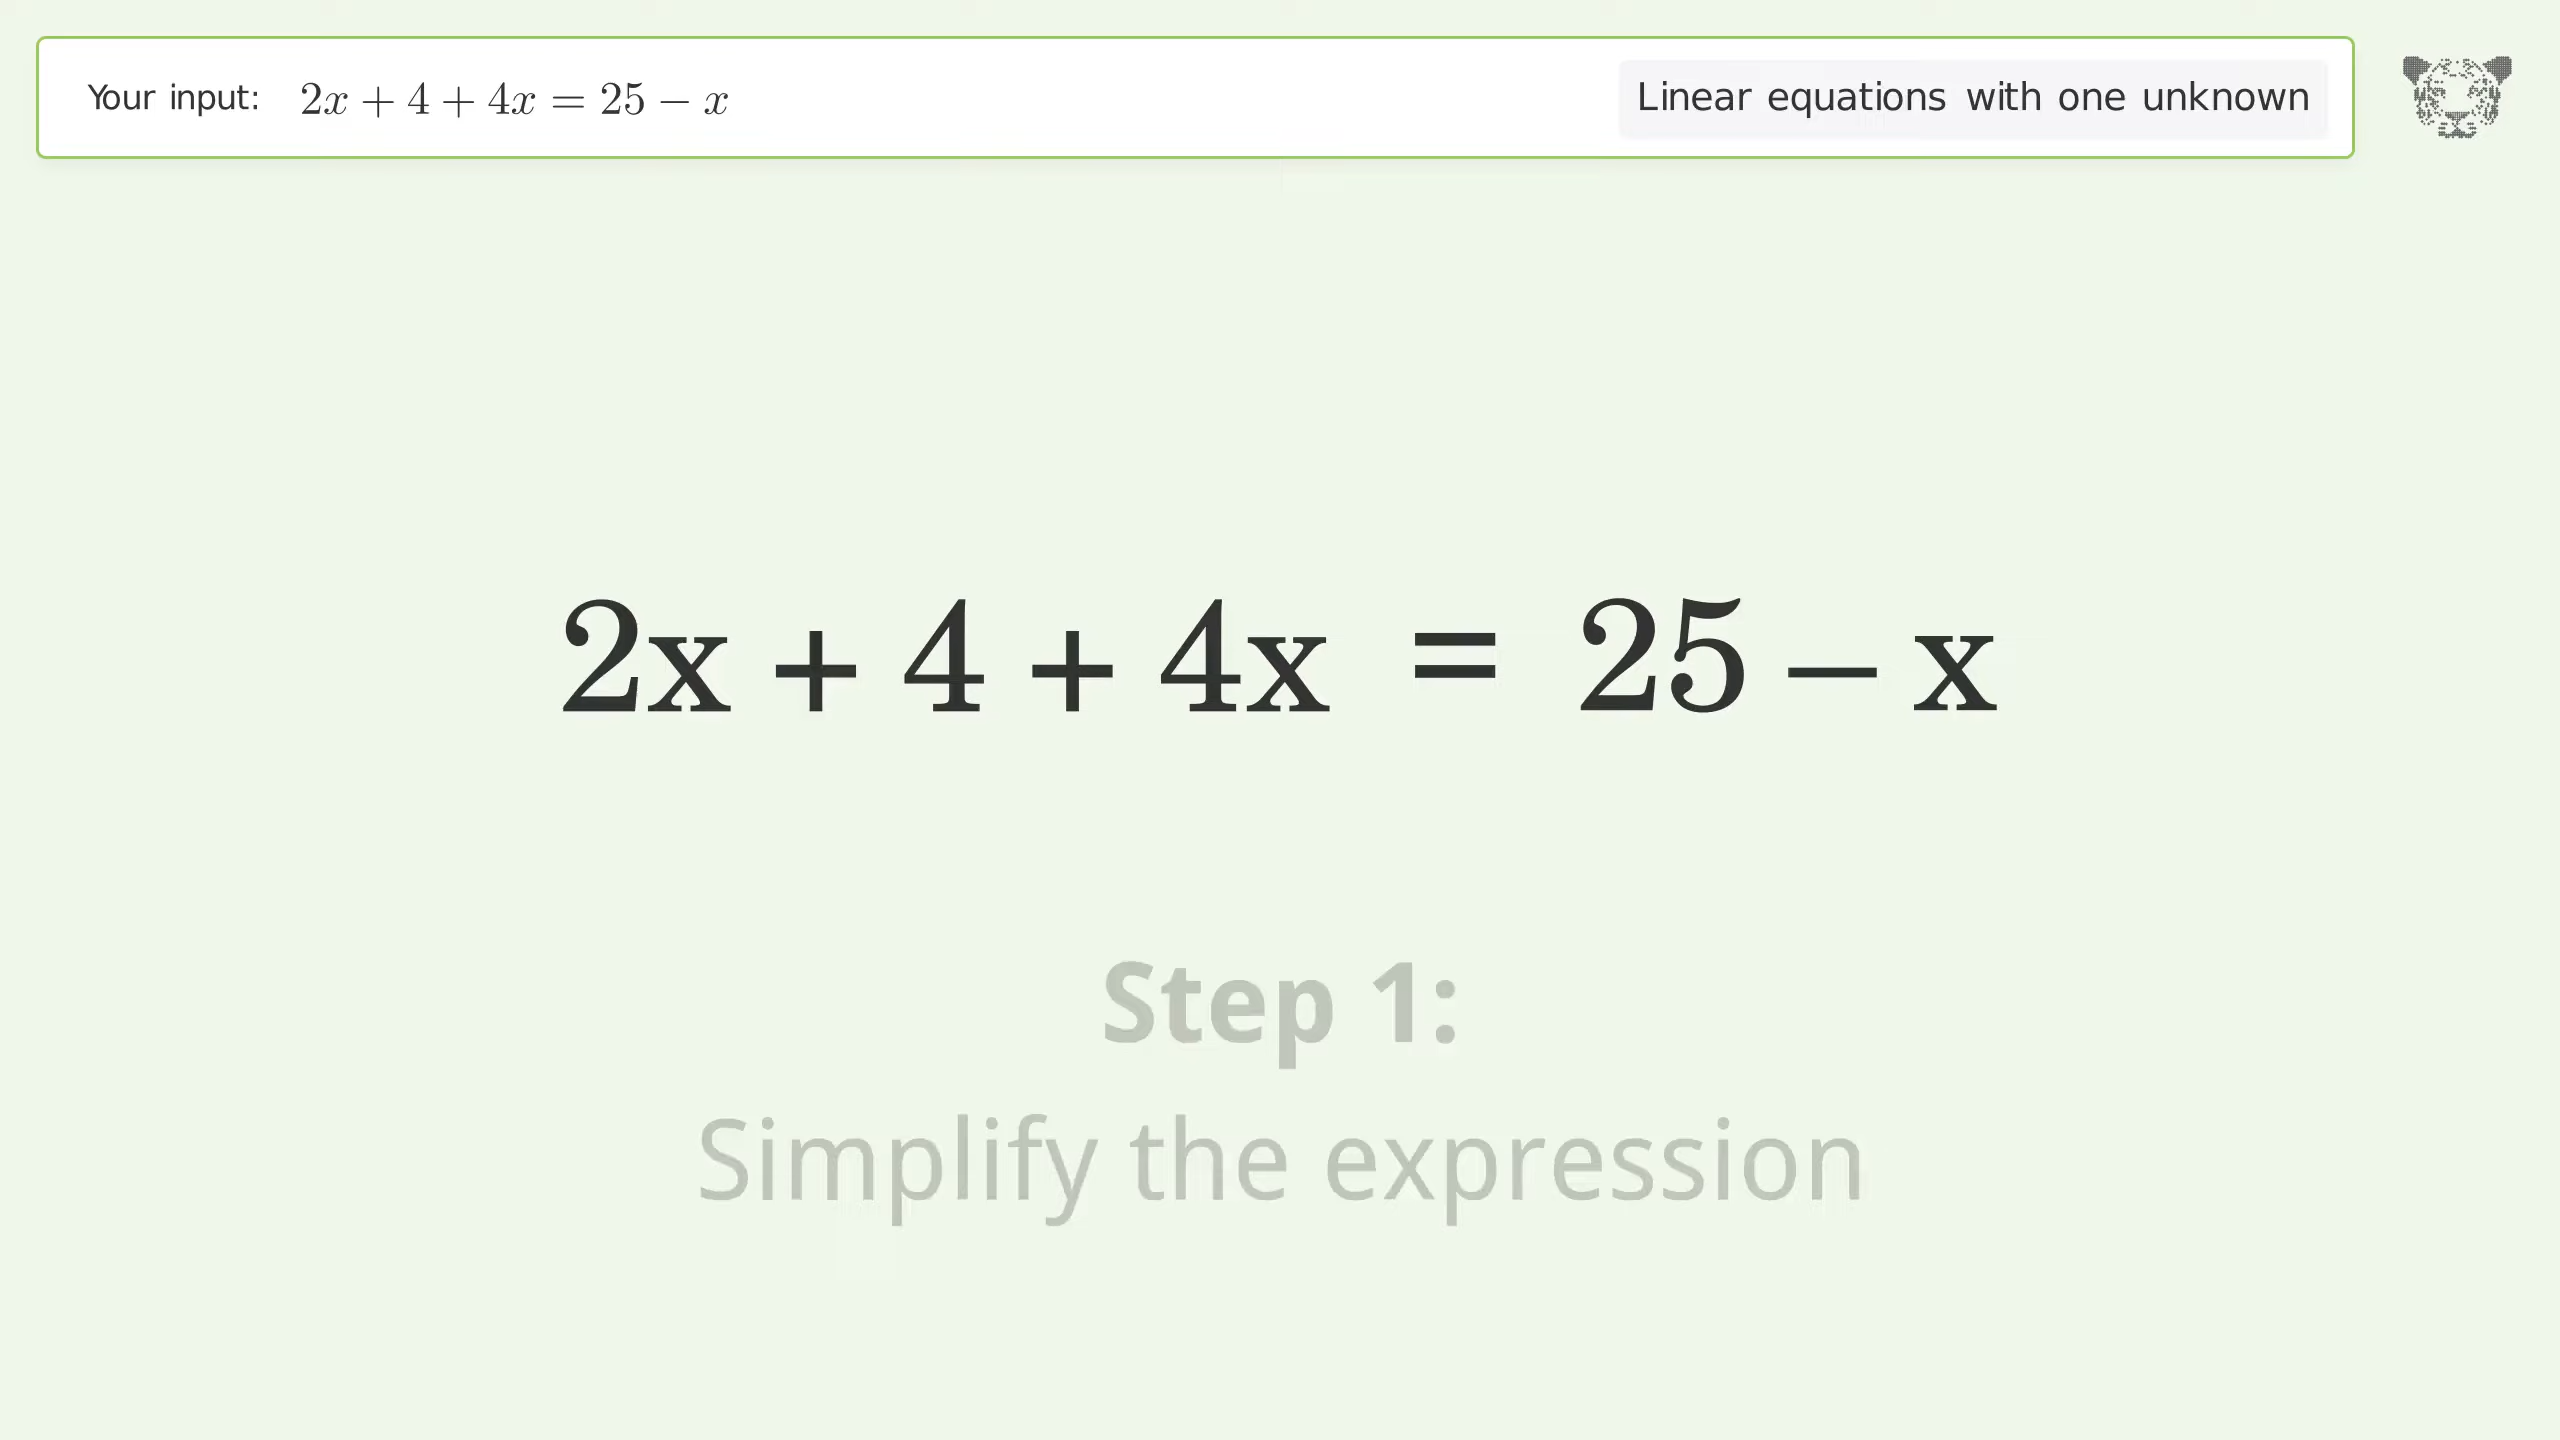 Your input: 2x + 4 + 4x = 25 − x
Linear equations with one unknown
2x + 4 + 4x = 25 – x
Step 1:
Simplify the expression